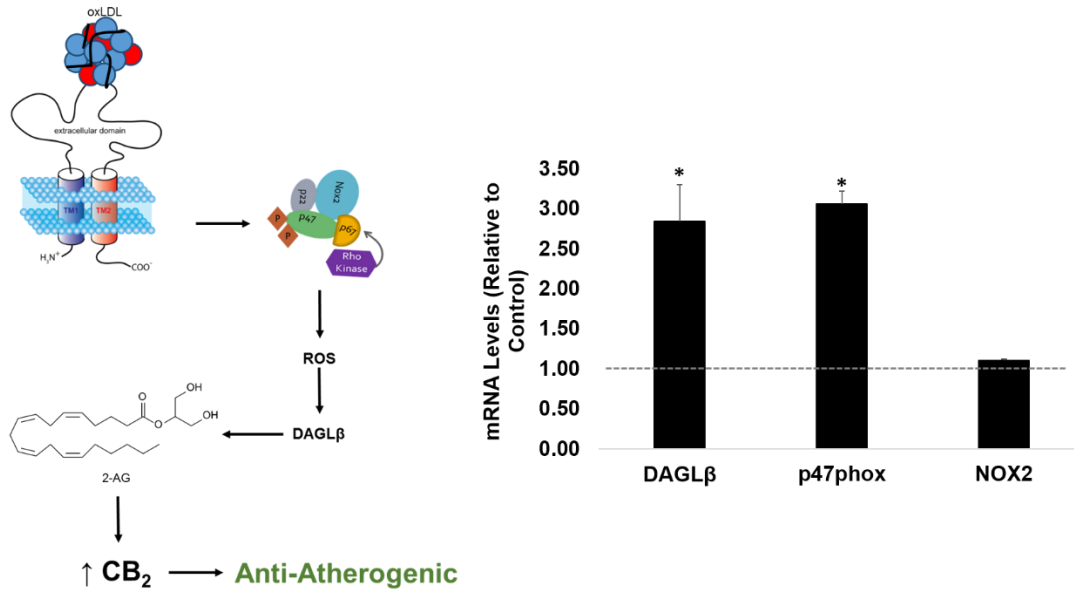 oxLDL
extracellular domain
TM1
TM2
H₃N⁺
COO⁻
p22
Nox2
P
P
P47
P67
Rho
Kinase
ROS
DAGLβ
O
O
OH
OH
2-AG
↑ CB₂
Anti-Atherogenic
mRNA Levels (Relative to
Control)
3.50
3.00
2.50
2.00
1.50
1.00
0.50
0.00
*
*
DAGLβ
p47phox
NOX2